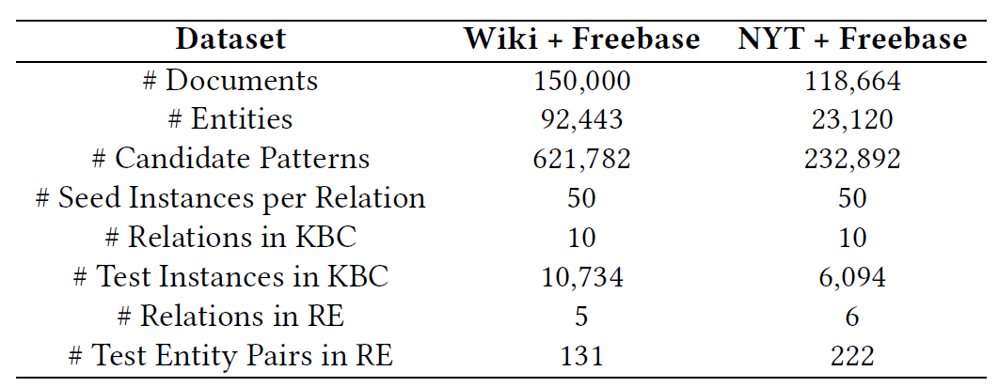 Dataset Wiki + Freebase NYT + Freebase
# Documents 150,000 118,664
# Entities 92,443 23,120
# Candidate Patterns 621,782 232,892
# Seed Instances per Relation 50 50
# Relations in KBC 10 10
# Test Instances in KBC 10,734 6,094
# Relations in RE 5 6
# Test Entity Pairs in RE 131 222